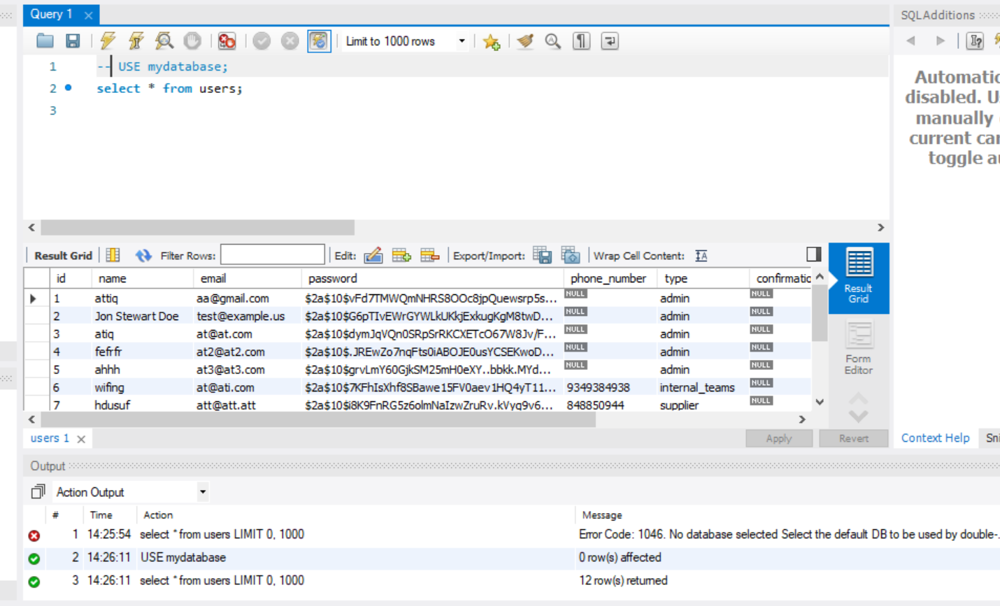 Query 1
SQLAdditions
Limit to 1000 rows
Automatic
disabled. U
manually
current car
toggle au
1 -- USE mydatabase;
2 select * from users;
3
Result Grid Filter Rows: Edit: Export/Import: Wrap Cell Content:
id name email password phone_number type confirmatic
1 attiq aa@gmail.com $2a$10$vFd7TMWQmNHRS8OOc8jpQuewsrp5s... NULL admin NULL
2 Jon Stewart Doe test@example.us $2a$10$G6pTIvEWrGYWLkUKkjExkugKgM8twD... NULL admin NULL
3 atiq at@at.com $2a$10$dymJqVQn0SRpSrRKCXETcO67W8Jv/F... NULL admin NULL
4 fefrfr at2@at2.com $2a$10$.JREwZo7nqFts0iABOJE0usYCSEKwoD... NULL admin NULL
5 ahhh at3@at3.com $2a$10$grvLmY60GjkSM25mH0eXY..bbkk.MYd... NULL admin NULL
6 wifing at@ati.com $2a$10$7KFhIsXhf8SBawe15FV0aev1HQ4yT11... 9349384938 internal_teams NULL
7 hdusuf att@att.att $2a$10$i8K9FnRG5z6olmNaIzwZruRv.kVyq9v6... 848850944 supplier NULL
Result
Grid
Form
Editor
users 1
Apply Revert
Context Help Sni
Output
Action Output
# Time Action Message
1 14:25:54 select * from users LIMIT 0, 1000 Error Code: 1046. No database selected Select the default DB to be used by double-...
2 14:26:11 USE mydatabase 0 row(s) affected
3 14:26:11 select * from users LIMIT 0, 1000 12 row(s) returned